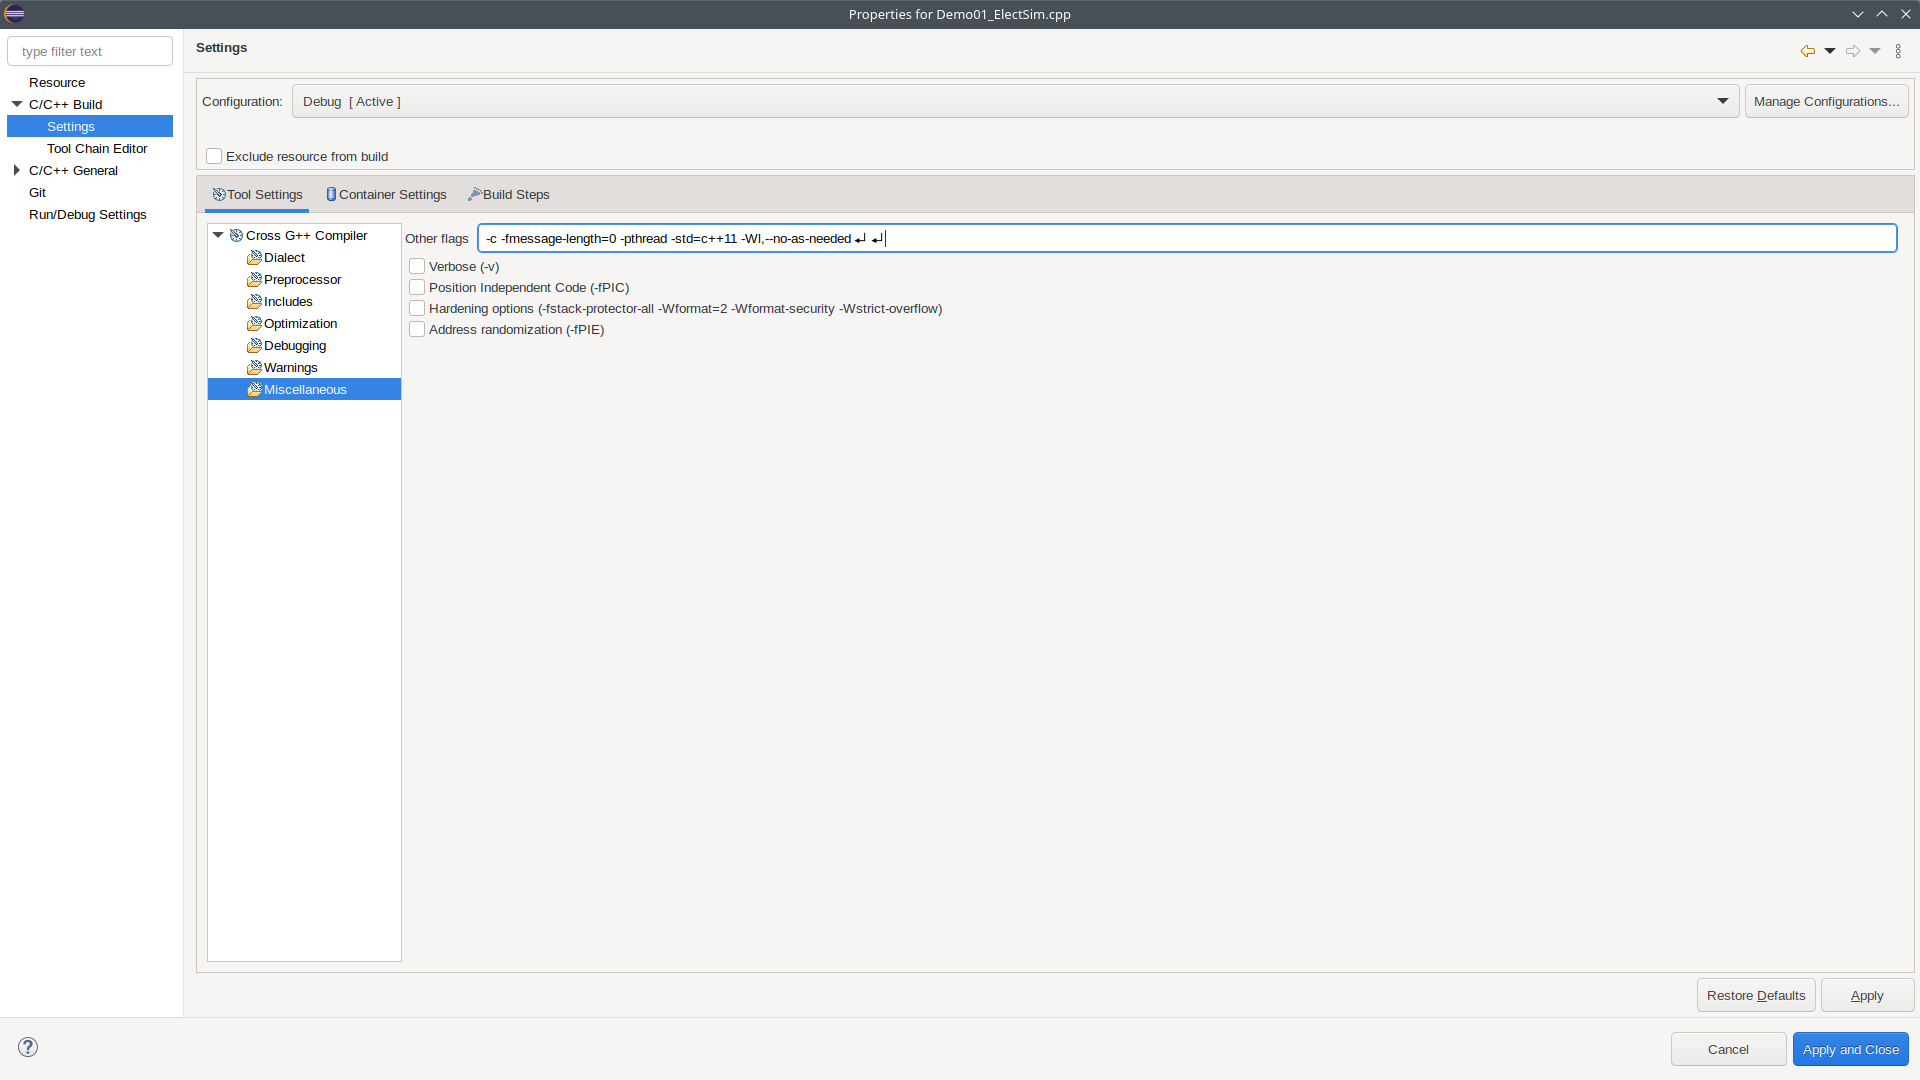 Properties for Demo01_ElectSim.cpp
type filter text
Resource
C/C++ Build
Settings
Tool Chain Editor
C/C++ General
Git
Run/Debug Settings
Settings
Configuration: Debug [ Active ] Manage Configurations...
Exclude resource from build
Tool Settings Container Settings Build Steps
Cross G++ Compiler
Dialect
Preprocessor
Includes
Optimization
Debugging
Warnings
Miscellaneous
Other flags -c -fmessage-length=0 -pthread -std=c++11 -Wl,--no-as-needed ↵ ↵
Verbose (-v)
Position Independent Code (-fPIC)
Hardening options (-fstack-protector-all -Wformat=2 -Wformat-security -Wstrict-overflow)
Address randomization (-fPIE)
Restore Defaults Apply
? Cancel Apply and Close